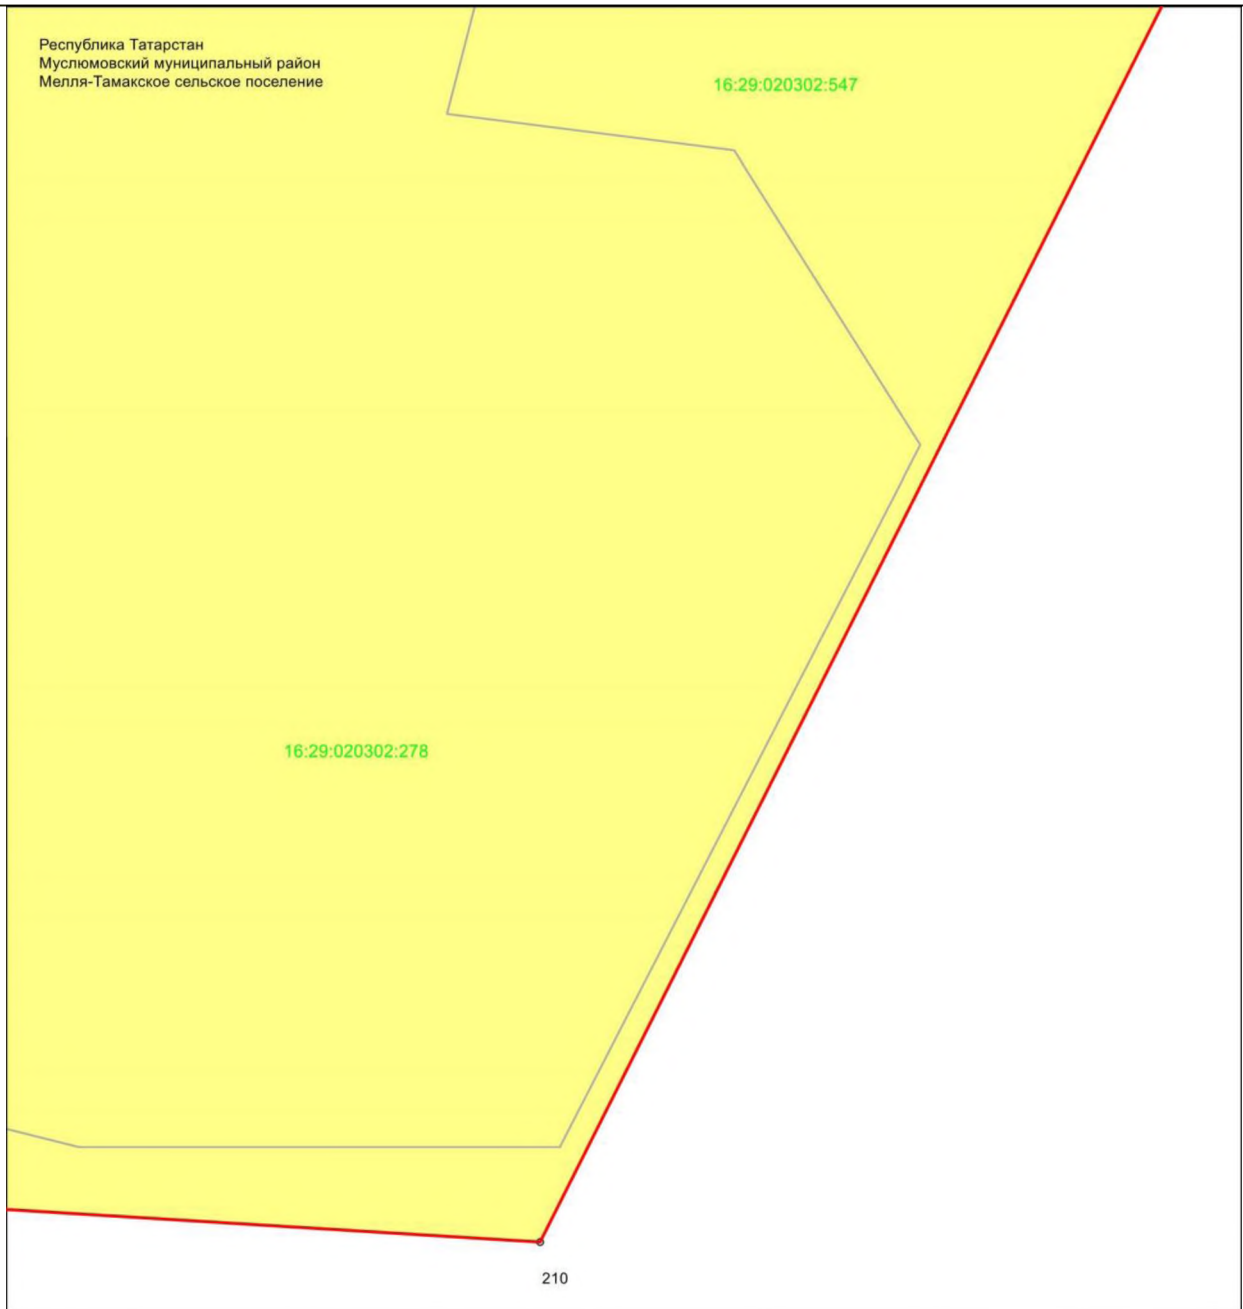 Республика Татарстан
Муслюмовский муниципальный район
Мелля-Тамакское сельское поселение
16:29:020302:547
16:29:020302:278
210